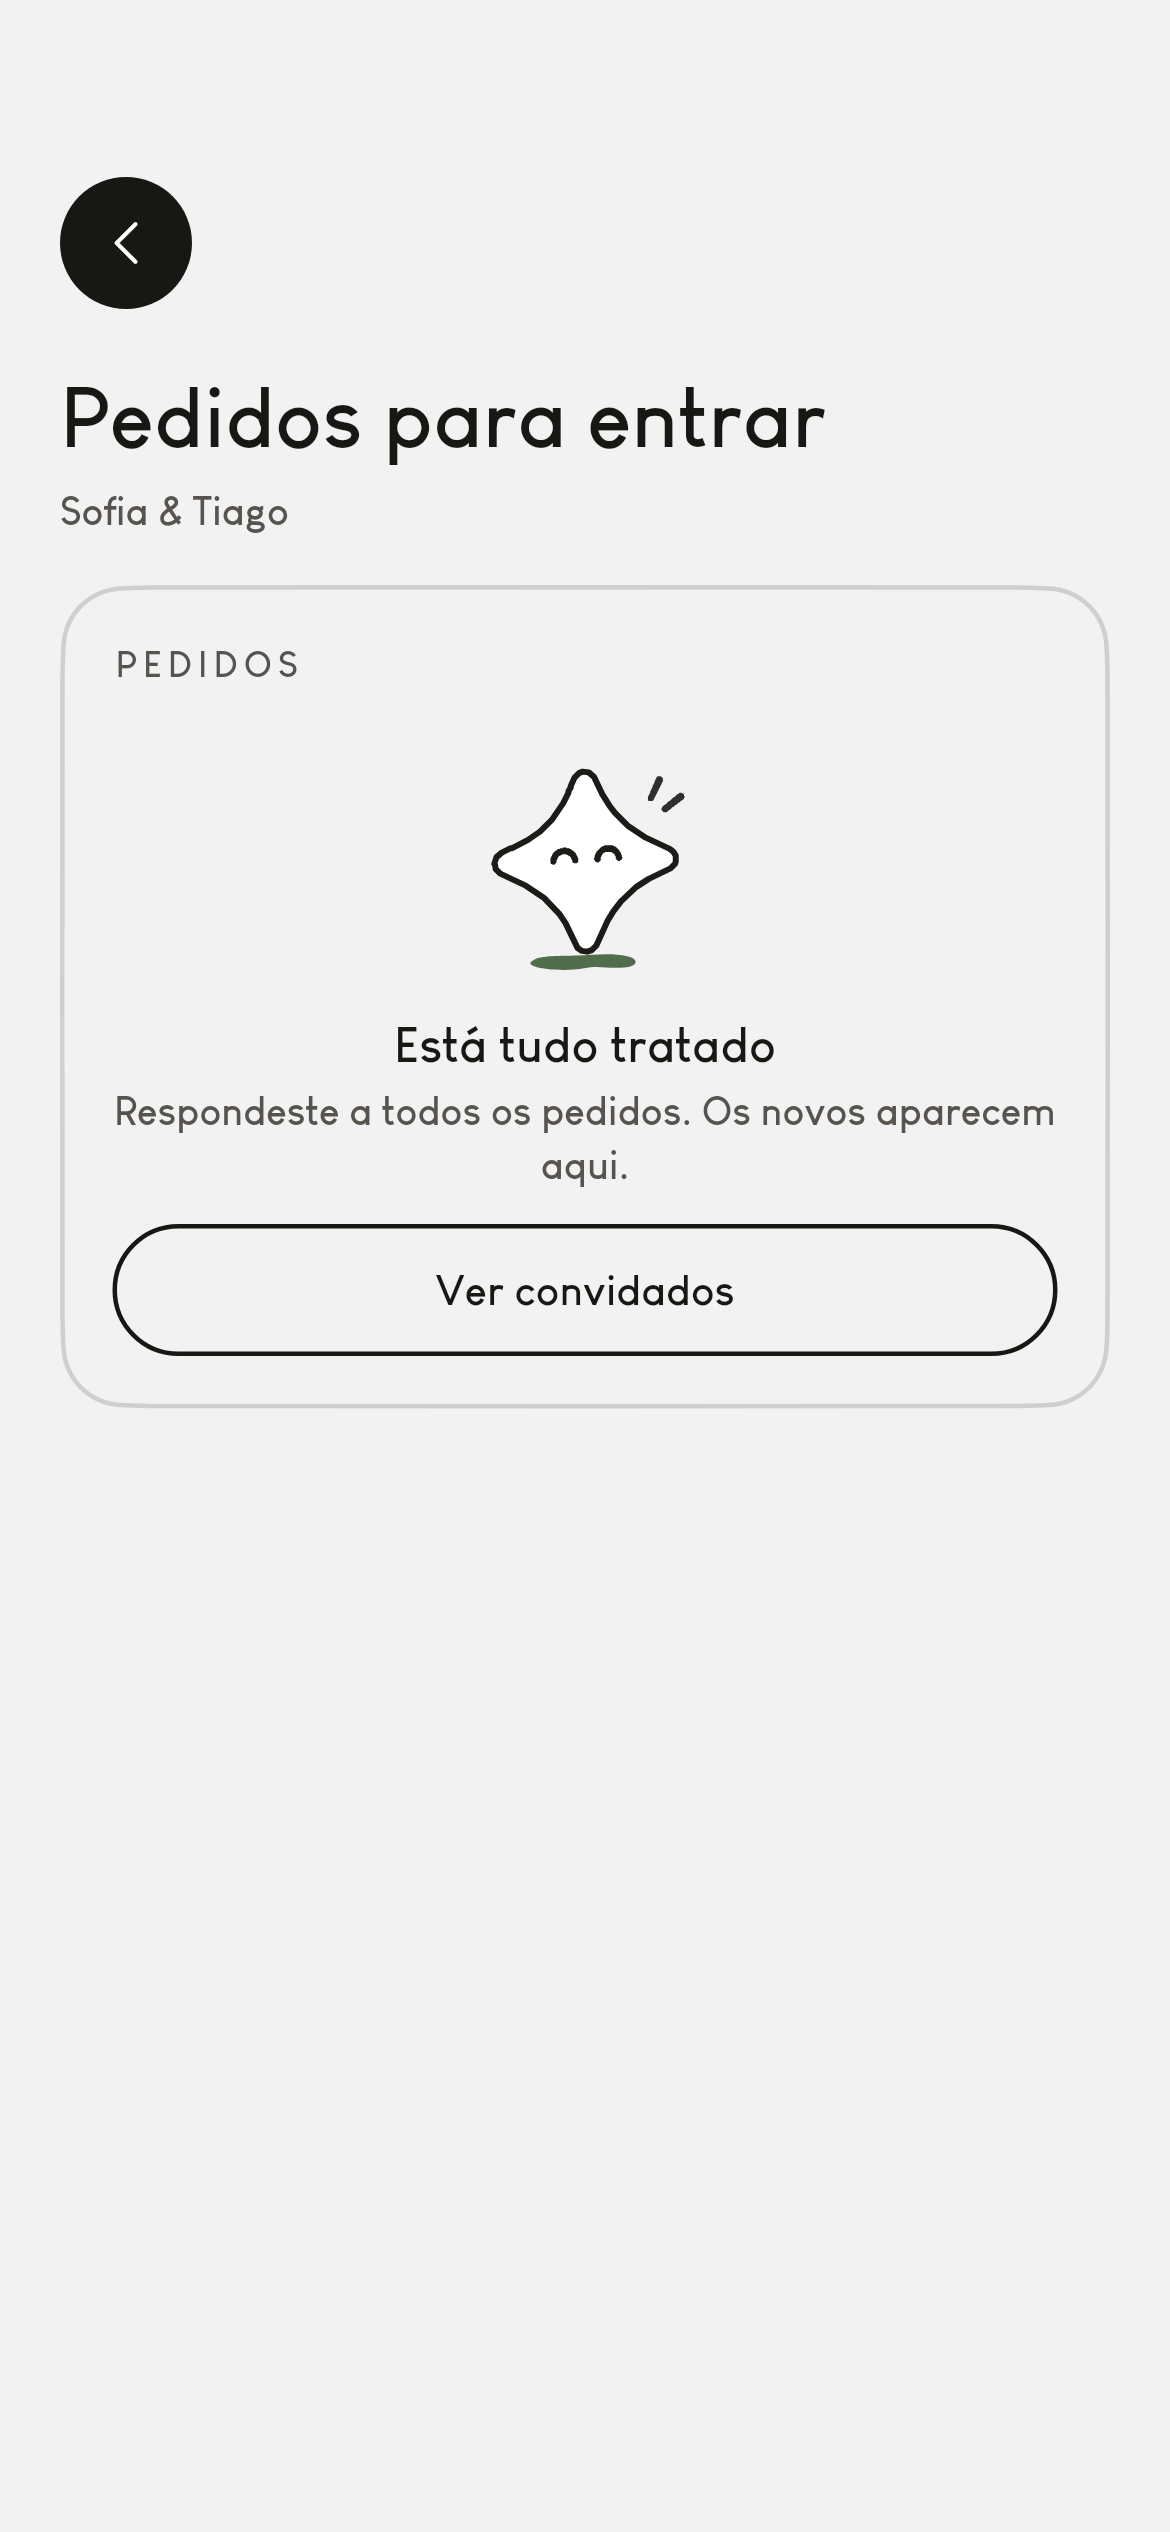 Pedidos para entrar
Sofia & Tiago
PEDIDOS
Está tudo tratado
Respondeste a todos os pedidos. Os novos aparecem
aqui.
Ver convidados